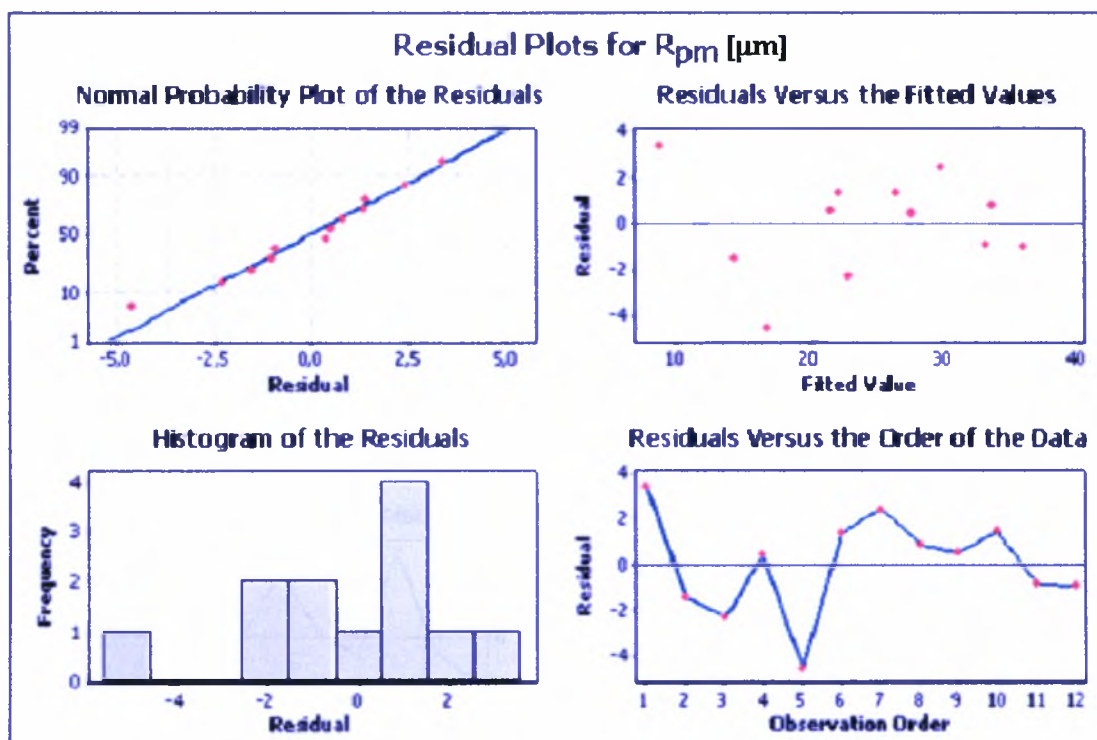 Residual Plots for Rpm [µm]
Normal Probability Plot of the Residuals
99
90
50
10
1
Percent
-5,0
-2,5
0,0
2,5
5,0
Residual
Residuals Versus the Fitted Values
4
2
0
-2
-4
Residual
10
20
30
40
Fitted Value
Histogram of the Residuals
4
3
2
1
0
Frequency
-4
-2
0
2
Residual
Residuals Versus the Order of the Data
4
2
0
-2
-4
Residual
1 2 3 4 5 6 7 8 9 10 11 12
Observation Order